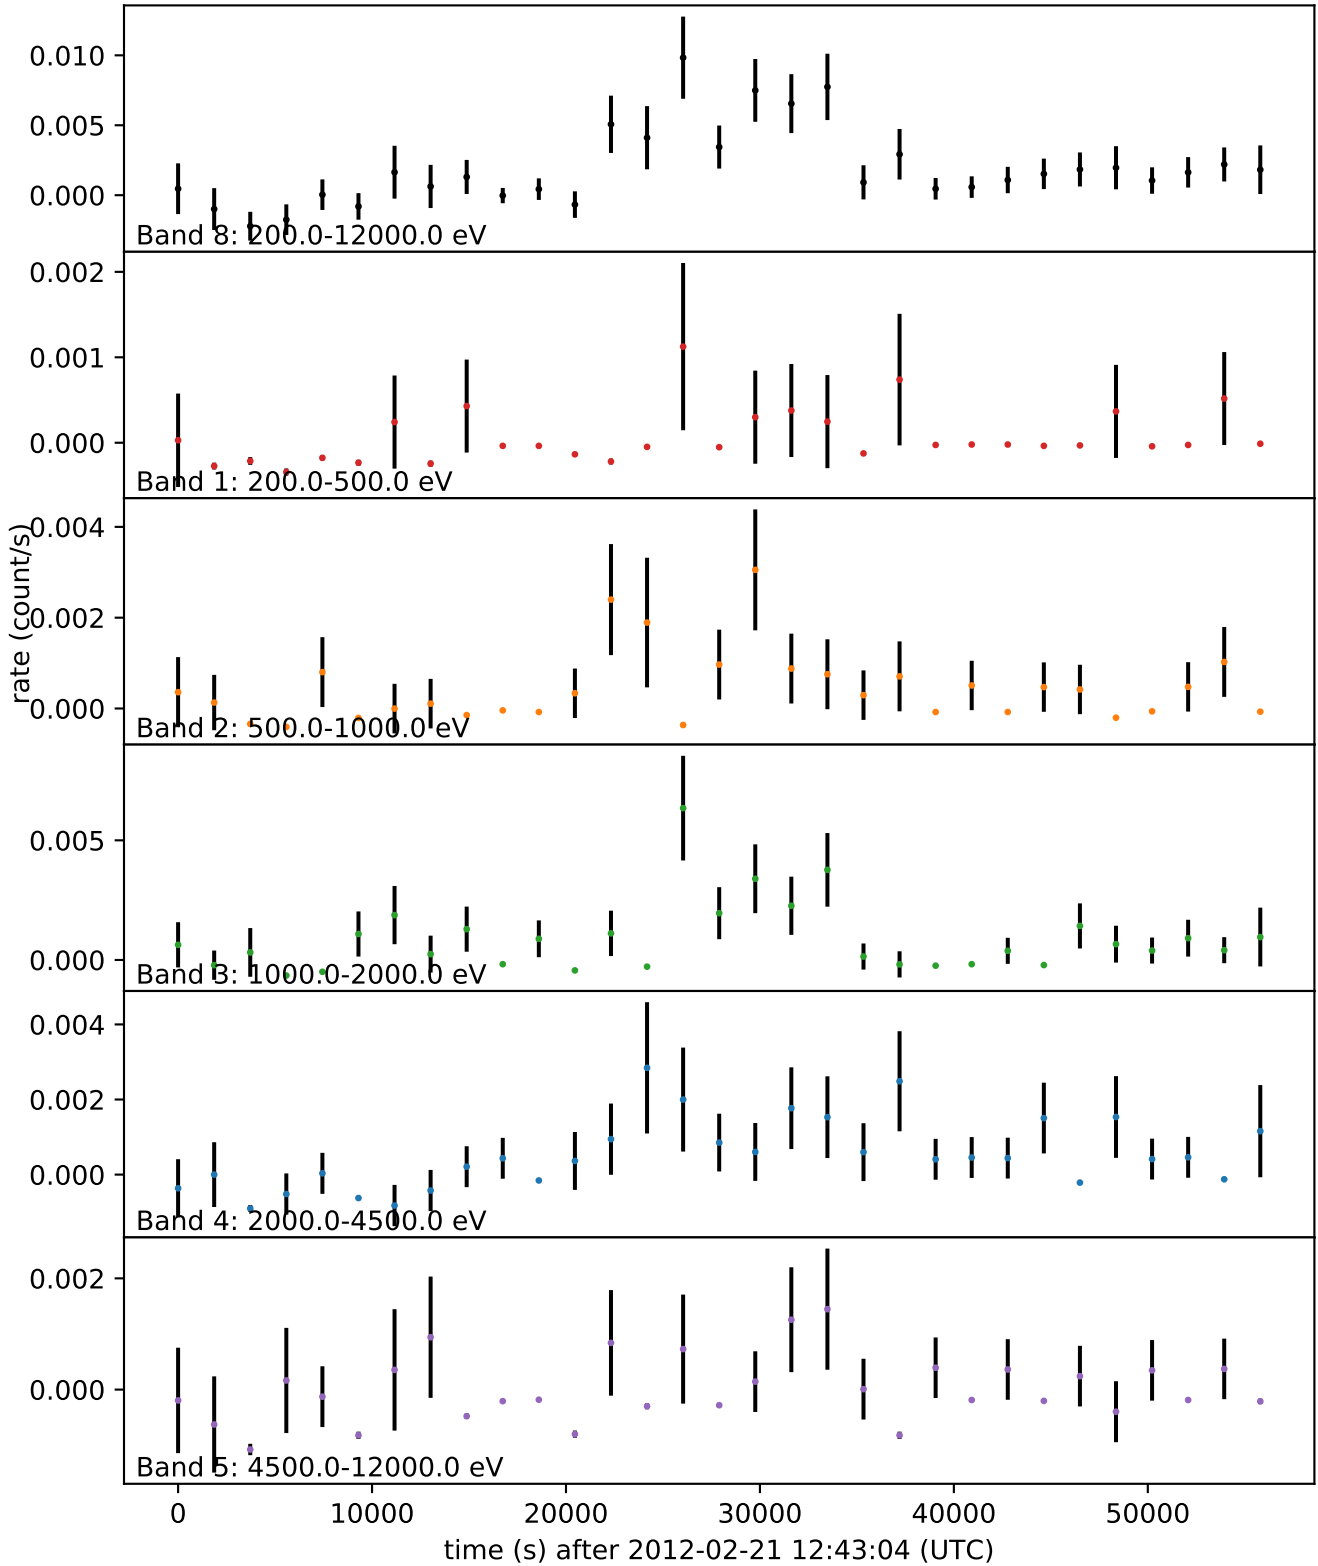 0.010
0.005
0.000
Band 8: 200.0-12000.0 eV
0.002
0.001
0.000
Band 1: 200.0-500.0 eV
rate (count/s)
0.004
0.002
0.000
Band 2: 500.0-1000.0 eV
0.005
0.000
Band 3: 1000.0-2000.0 eV
0.004
0.002
0.000
Band 4: 2000.0-4500.0 eV
0.002
0.000
Band 5: 4500.0-12000.0 eV
0 10000 20000 30000 40000 50000
time (s) after 2012-02-21 12:43:04 (UTC)